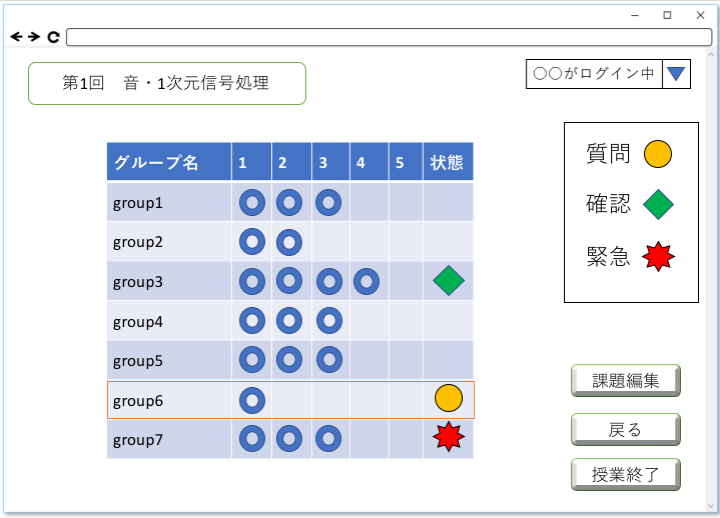 第1回　音・1次元信号処理
〇〇がログイン中
質問
確認
緊急
グループ名 1 2 3 4 5 状態
group1
group2
group3
group4
group5
group6
group7
課題編集
戻る
授業終了